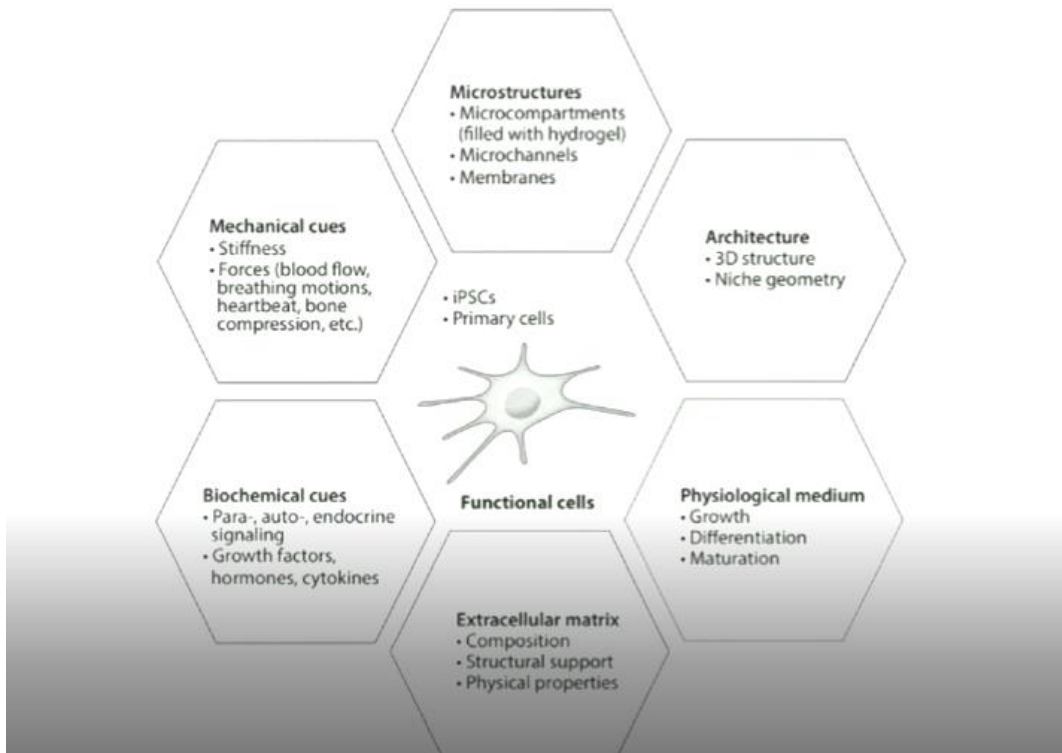 Microstructures
• Microcompartments
(filled with hydrogel)
• Microchannels
• Membranes
Mechanical cues
• Stiffness
• Forces (blood flow,
breathing motions,
heartbeat, bone
compression, etc.)
Architecture
• 3D structure
• Niche geometry
• iPSCs
• Primary cells
Functional cells
Biochemical cues
• Para-, auto-, endocrine
signaling
• Growth factors,
hormones, cytokines
Physiological medium
• Growth
• Differentiation
• Maturation
Extracellular matrix
• Composition
• Structural support
• Physical properties